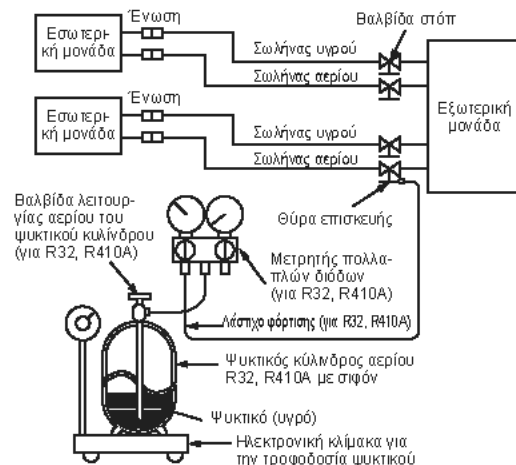 Εσωτερι-
κή μονάδα
Ένωση
Σωλήνας υγρού
Σωλήνας αερίου
Βαλβίδα στόπ
Εσωτερι-
κή μονάδα
Ένωση
Σωλήνας υγρού
Σωλήνας αερίου
Εξωτερική
μονάδα
Θύρα επισκευής
Βαλβίδα λειτουρ-
γίας αερίου του
ψυκτικού κυλίνδρου
(για R32, R410A)
Μετρητής πολλα-
πλών διόδων
(για R32, R410A)
Λάστιχο φόρτισης (για R32, R410A)
Ψυκτικός κύλινδρος αερίου
R32, R410A με σιφόν
Ψυκτικό (υγρό)
Ηλεκτρονική κλίμακα για
την τροφοδοσία ψυκτικού